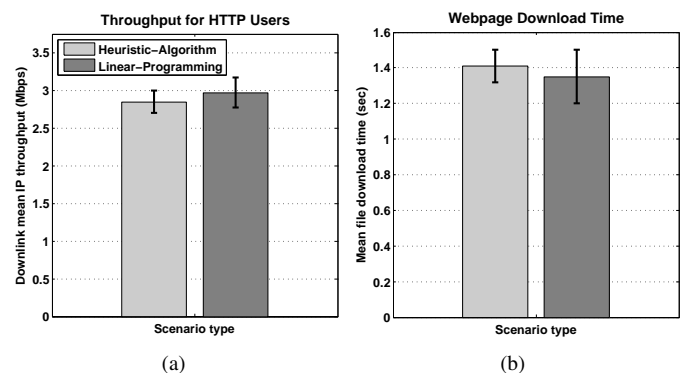 Throughput for HTTP Users
Downlink mean IP throughput (Mbps)
3.5
3
2.5
2
1.5
1
0.5
0
Heuristic−Algorithm
Linear−Programming
Scenario type
(a)
Webpage Download Time
Mean file download time (sec)
1.6
1.4
1.2
1
0.8
0.6
0.4
0.2
0
Scenario type
(b)